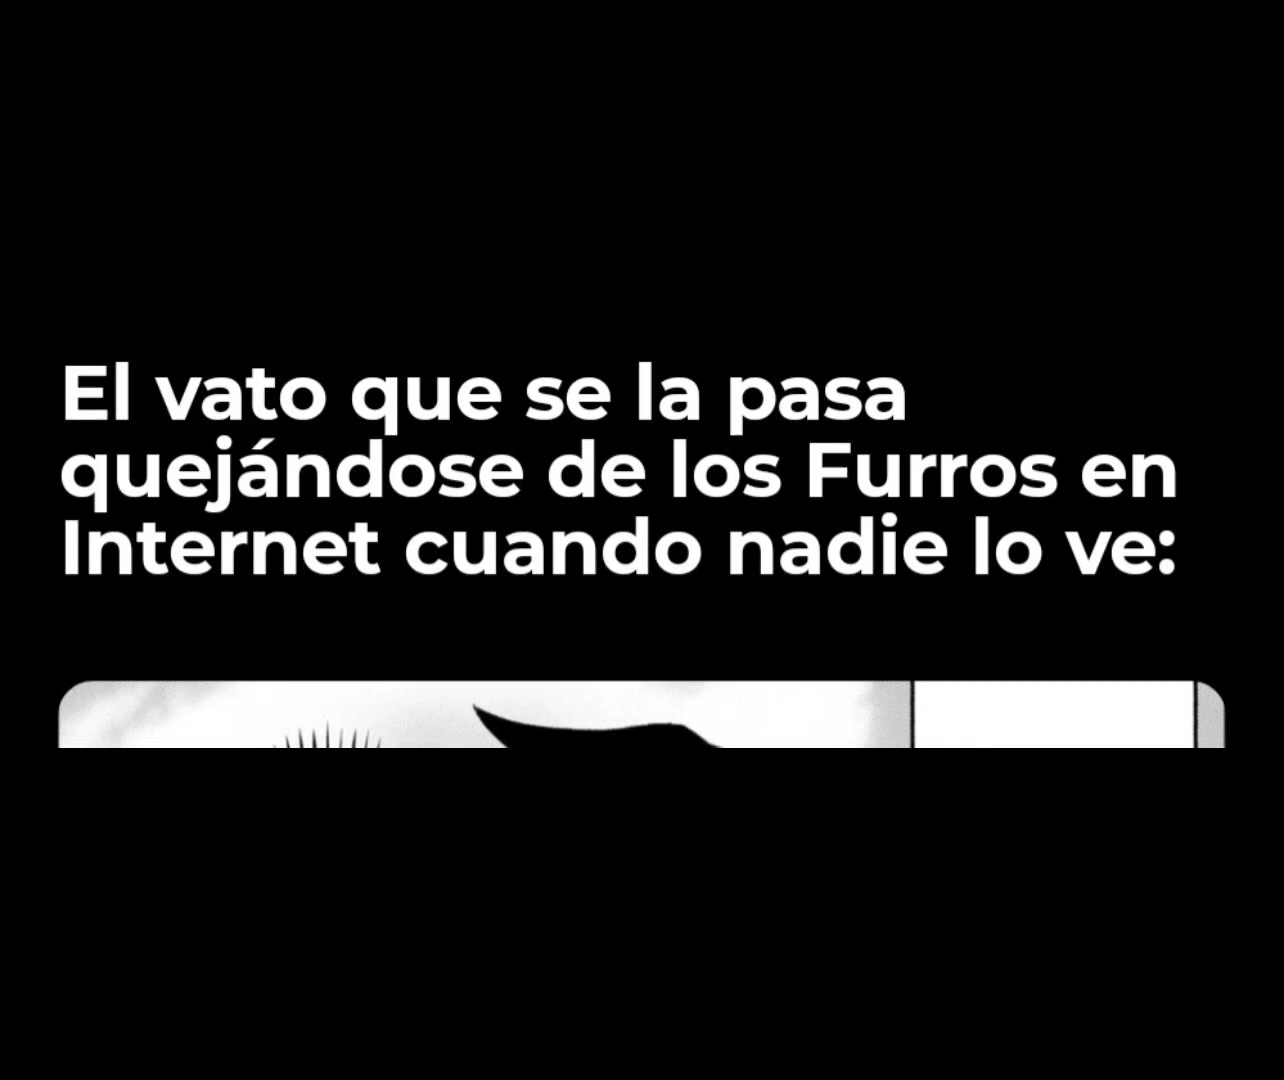 El vato que se la pasa
quejándose de los Furros en
Internet cuando nadie lo ve: